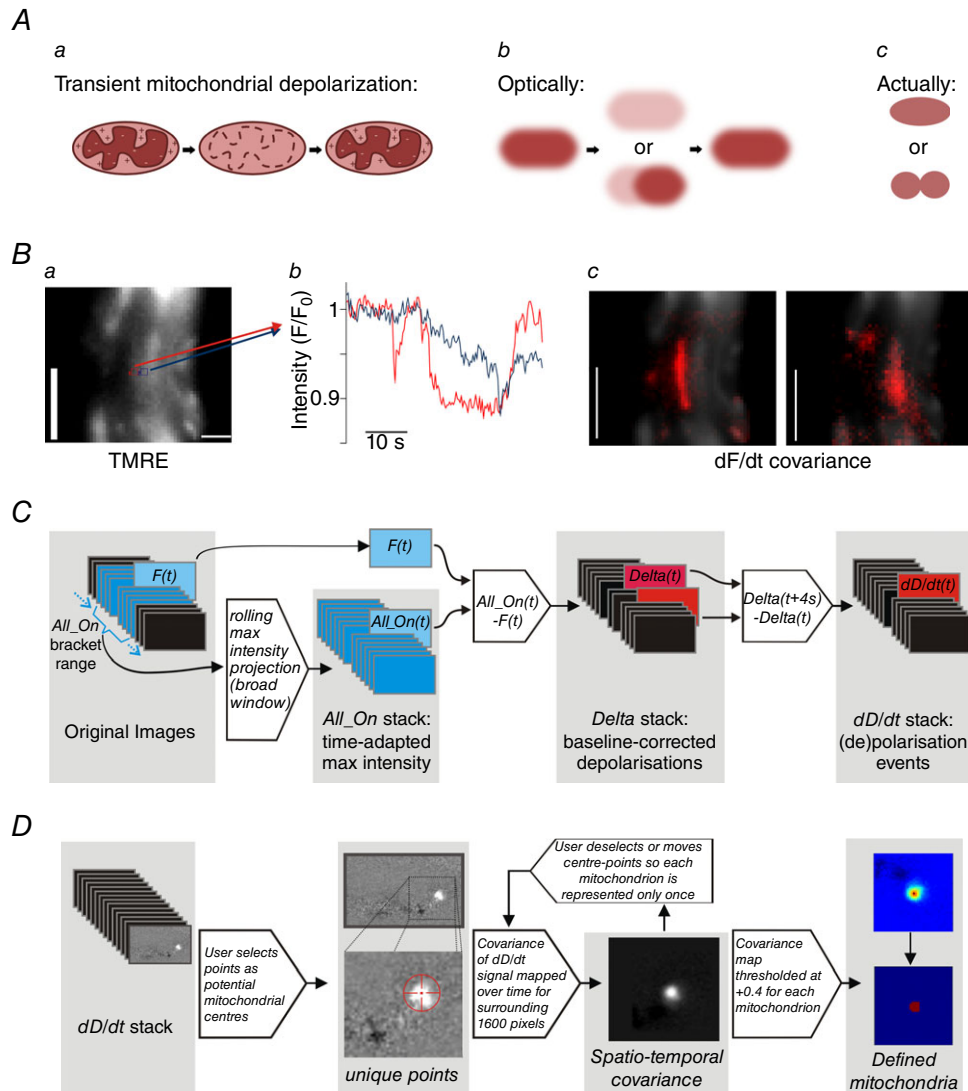 A
a
Transient mitochondrial depolarization:
b
Optically:
or
c
Actually:
or
B
a
TMRE
b
Intensity (F/F0)
1
0.9
10 s
c
dF/dt covariance
C
F(t)
All_On
bracket
range
Original Images
rolling
max
intensity
projection
(broad
window)
F(t)
All_On(t)
All_On stack:
time-adapted
max intensity
All_On(t)
-F(t)
Delta(t)
Delta stack:
baseline-corrected
depolarisations
Delta(t+4s)
-Delta(t)
dD/dt(t)
dD/dt stack:
(de)polarisation
events
D
dD/dt stack
User selects
points as
potential
mitochondrial
centres
unique points
Covariance
of dD/dt
signal mapped
over time for
surrounding
1600 pixels
User deselects or moves
centre-points so each
mitochondrion is
represented only once
Spatio-temporal
covariance
Covariance
map
thresholded at
+0.4 for each
mitochondrion
Defined
mitochondria